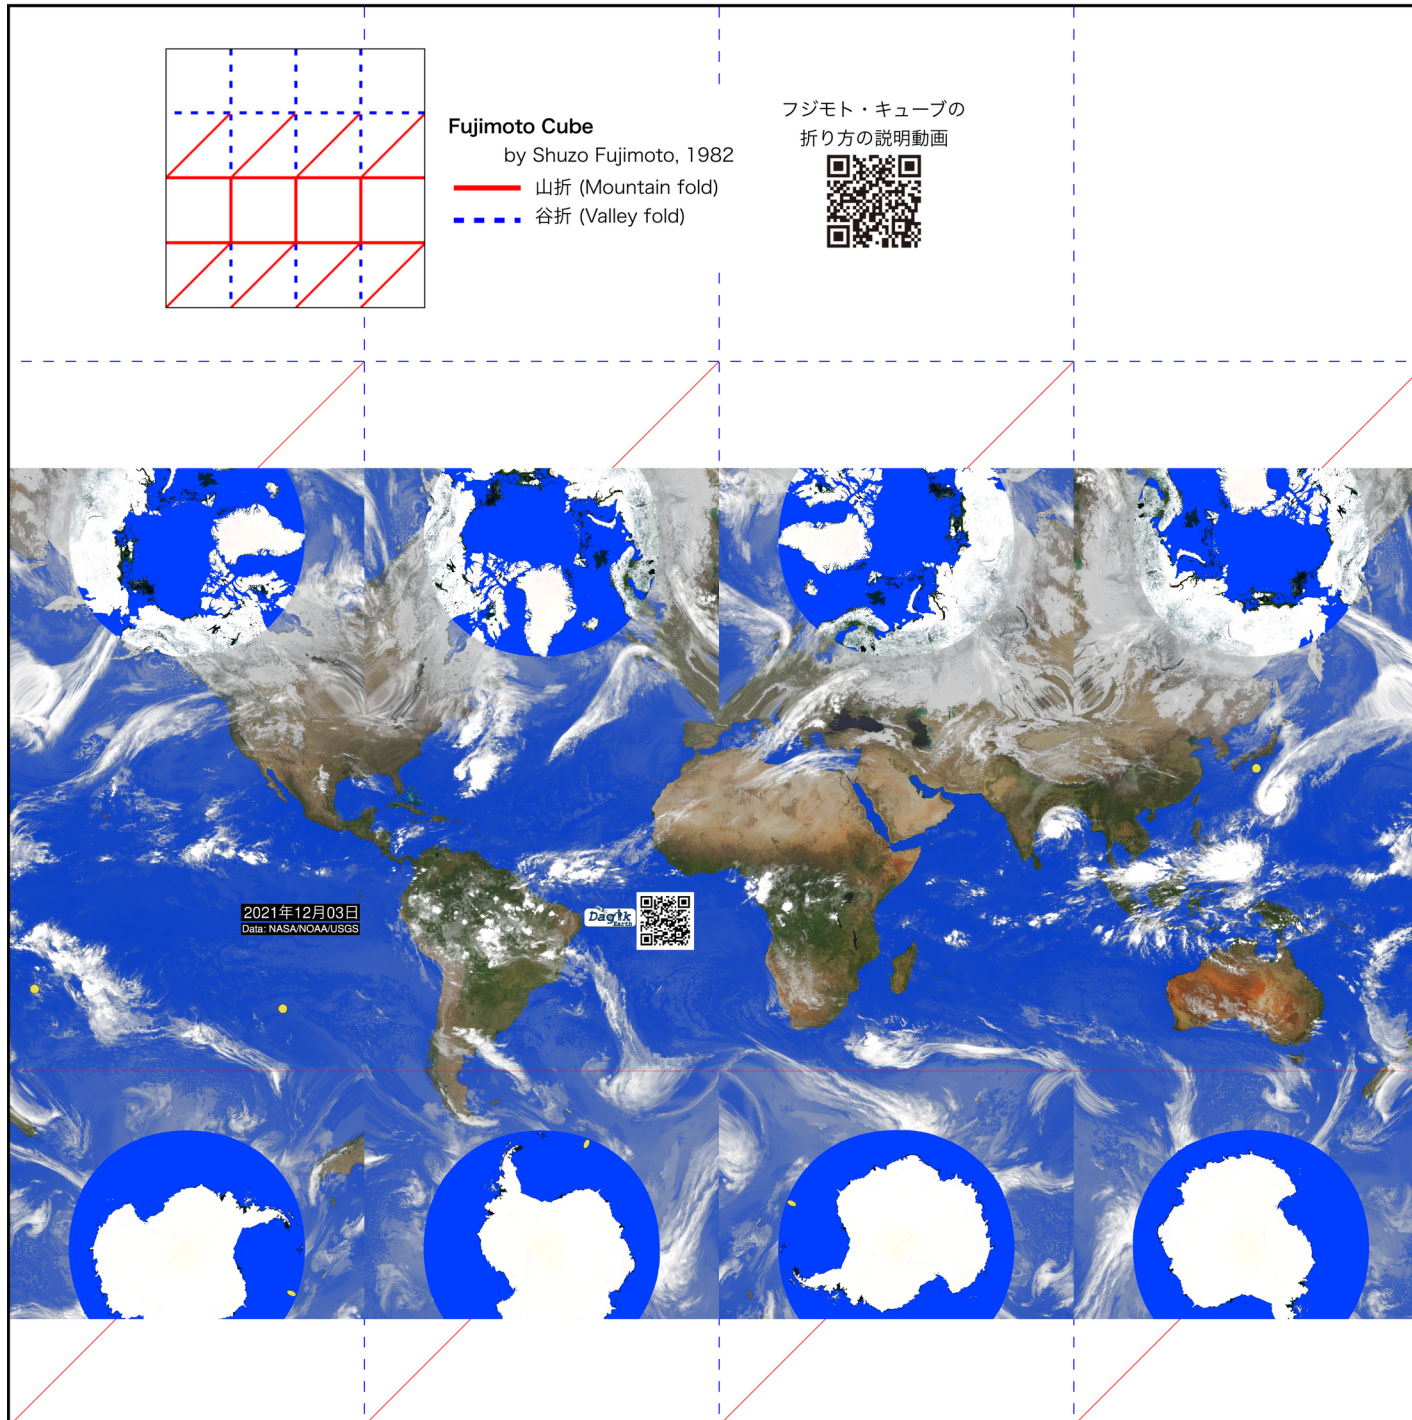 Fujimoto Cube
by Shuzo Fujimoto, 1982
山折 (Mountain fold)
谷折 (Valley fold)
フジモト・キューブの
折り方の説明動画
2021年12月03日
Data: NASA/NOAA/USGS
Dagik
Earth